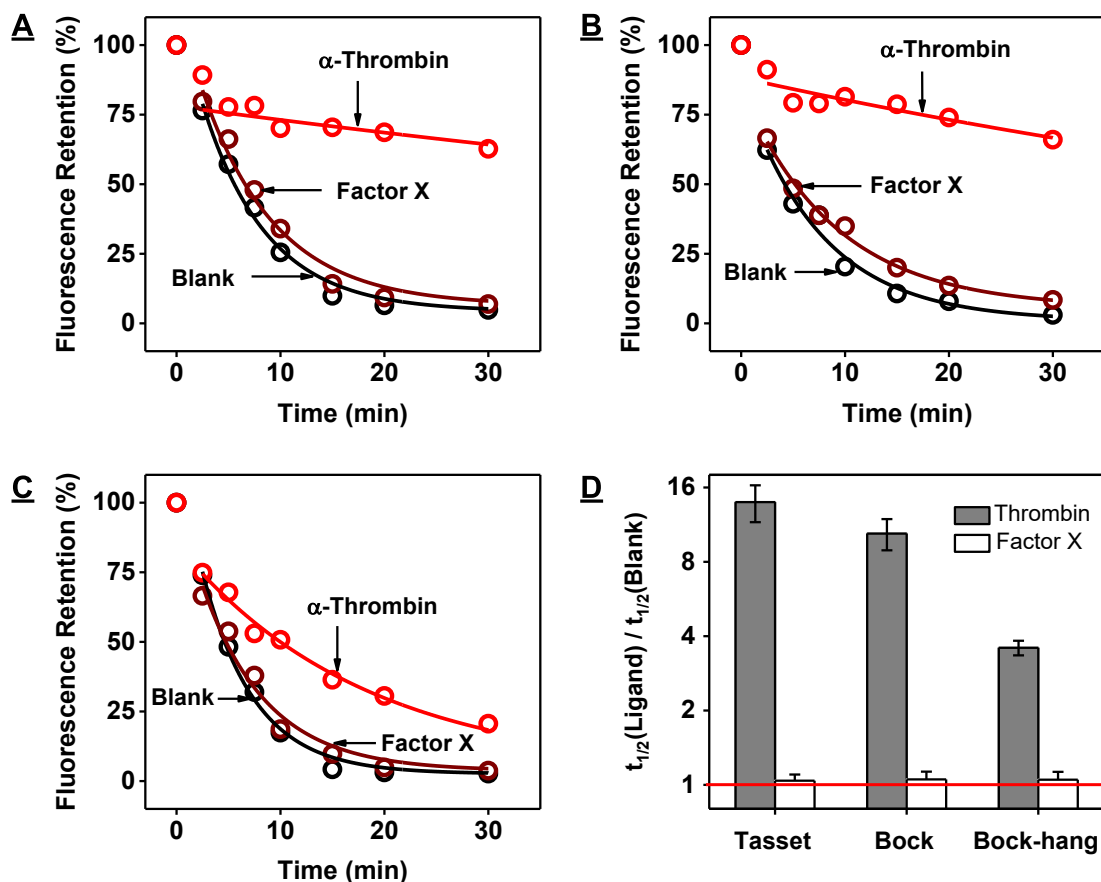 A
Fluorescence Retention (%)
100
75
50
25
0
α-Thrombin
Factor X
Blank
0 10 20 30
Time (min)
B
Fluorescence Retention (%)
100
75
50
25
0
α-Thrombin
Factor X
Blank
0 10 20 30
Time (min)
C
Fluorescence Retention (%)
100
75
50
25
0
α-Thrombin
Blank
Factor X
0 10 20 30
Time (min)
D
t1/2(Ligand) / t1/2(Blank)
16
8
4
2
1
Thrombin
Factor X
Tasset Bock Bock-hang